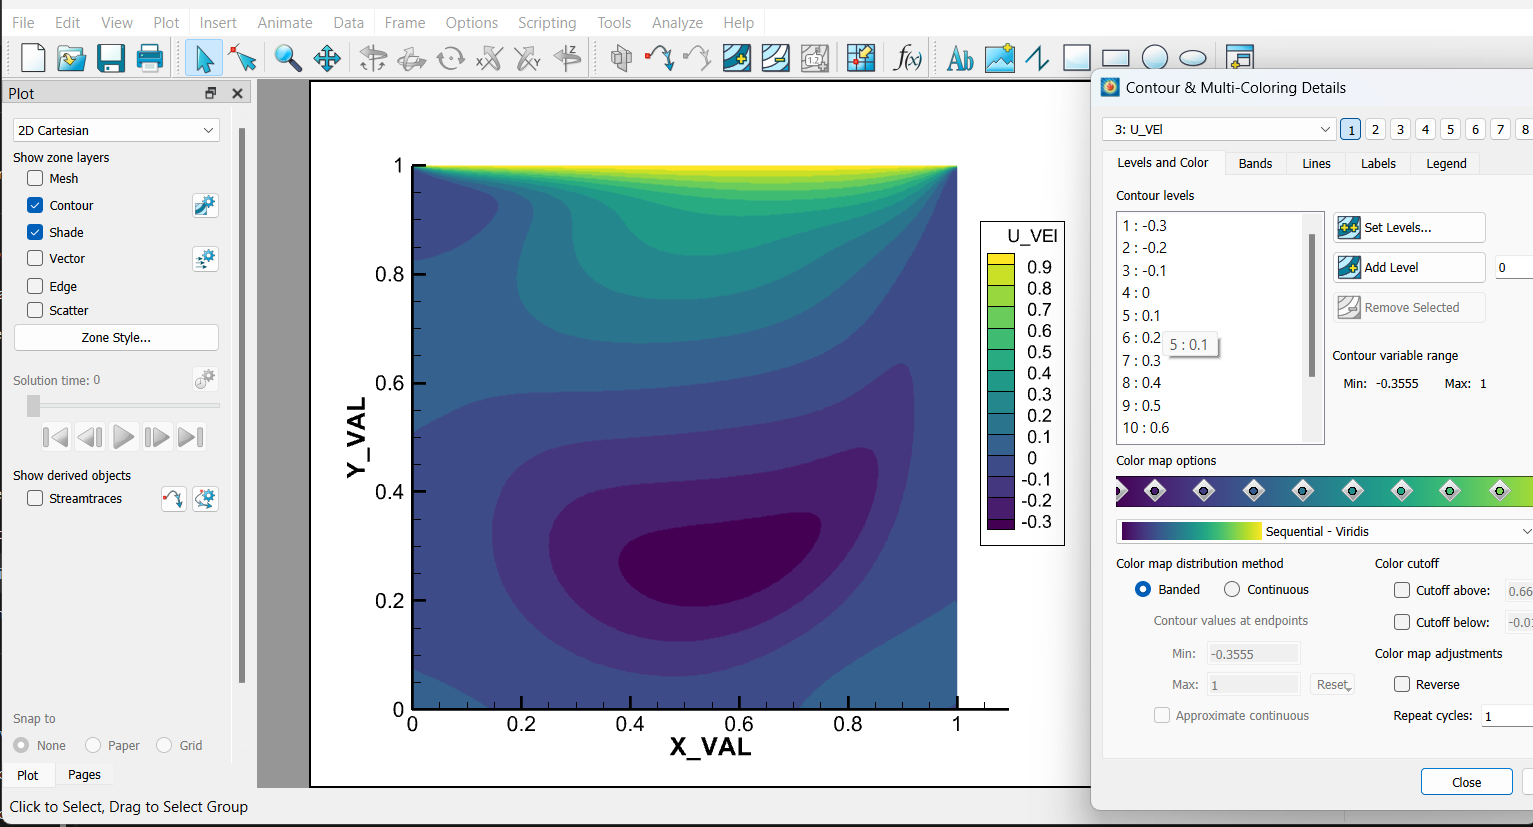 File Edit View Plot Insert Animate Data Frame Options Scripting Tools Analyze Help
Plot
2D Cartesian
Show zone layers
Mesh
Contour
Shade
Vector
Edge
Scatter
Zone Style...
Solution time: 0
Show derived objects
Streamtraces
Snap to
None Paper Grid
Plot Pages
Click to Select, Drag to Select Group
Y_VAL
1
0.8
0.6
0.4
0.2
0
0 0.2 0.4 0.6 0.8 1
X_VAL
U_VEl
0.9
0.8
0.7
0.6
0.5
0.4
0.3
0.2
0.1
0
-0.1
-0.2
-0.3
Contour & Multi-Coloring Details
3: U_VEl 1 2 3 4 5 6 7 8
Levels and Color Bands Lines Labels Legend
Contour levels
1 : -0.3
2 : -0.2
3 : -0.1
4 : 0
5 : 0.1
6 : 0.2
5 : 0.1
7 : 0.3
8 : 0.4
9 : 0.5
10 : 0.6
Set Levels...
Add Level 0
Remove Selected
Contour variable range
Min: -0.3555 Max: 1
Color map options
Sequential - Viridis
Color map distribution method
Banded Continuous
Contour values at endpoints
Min: -0.3555
Max: 1 Reset
Approximate continuous
Color cutoff
Cutoff above: 0.66
Cutoff below: -0.01
Color map adjustments
Reverse
Repeat cycles: 1
Close